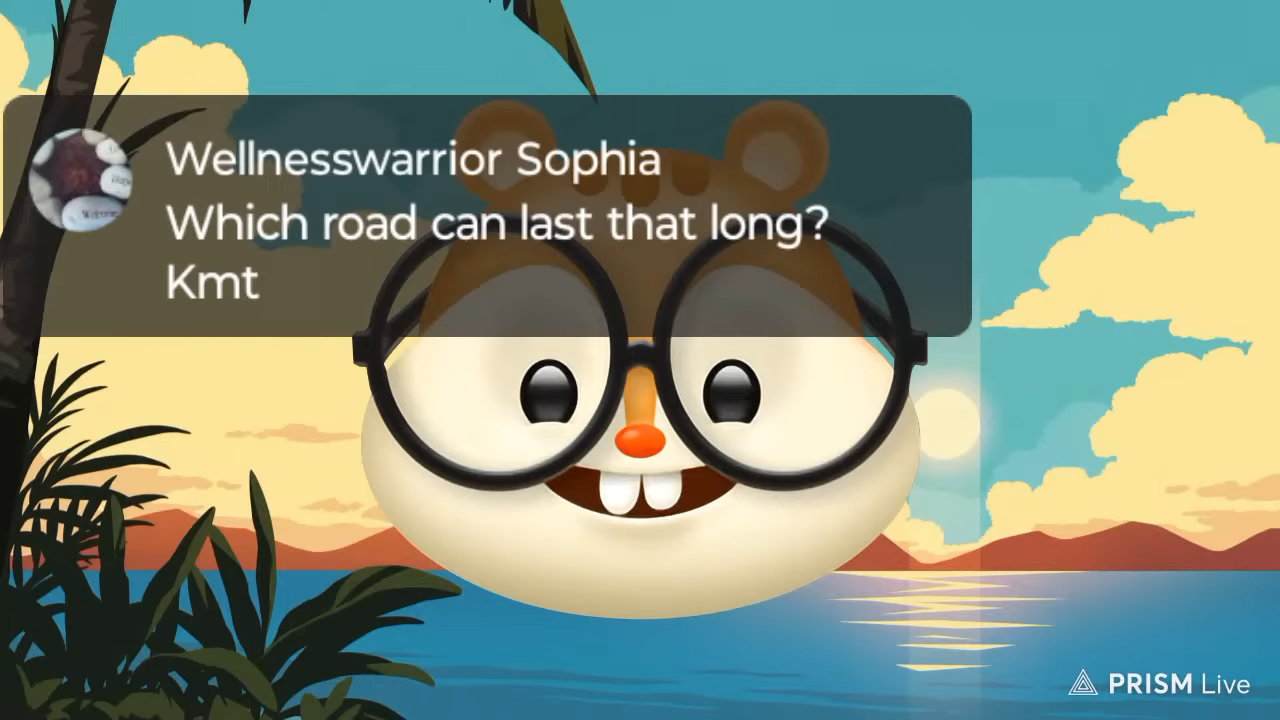 Wellnesswarrior Sophia
Which road can last that long?
Kmt
PRISM Live